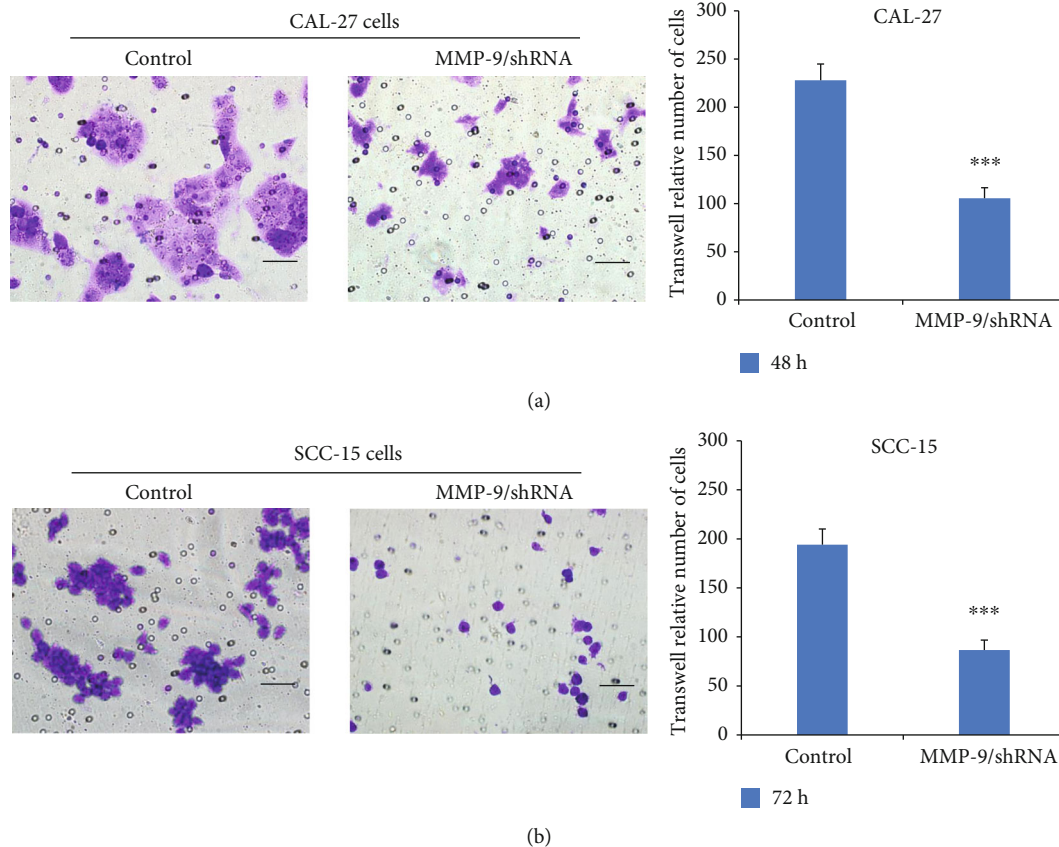 CAL-27 cells
Control
MMP-9/shRNA
CAL-27
Transwell relative number of cells
300
250
200
150
100
50
0
***
Control
MMP-9/shRNA
48 h
(a)
SCC-15 cells
Control
MMP-9/shRNA
SCC-15
Transwell relative number of cells
300
250
200
150
100
50
0
***
Control
MMP-9/shRNA
72 h
(b)